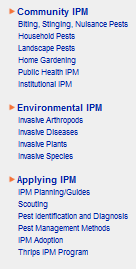 Community IPM
Biting, Stinging, Nuisance Pests
Household Pests
Landscape Pests
Home Gardening
Public Health IPM
Institutional IPM
Environmental IPM
Invasive Arthropods
Invasive Diseases
Invasive Plants
Invasive Species
Applying IPM
IPM Planning/Guides
Scouting
Pest Identification and Diagnosis
Pest Management Methods
IPM Adoption
Thrips IPM Program